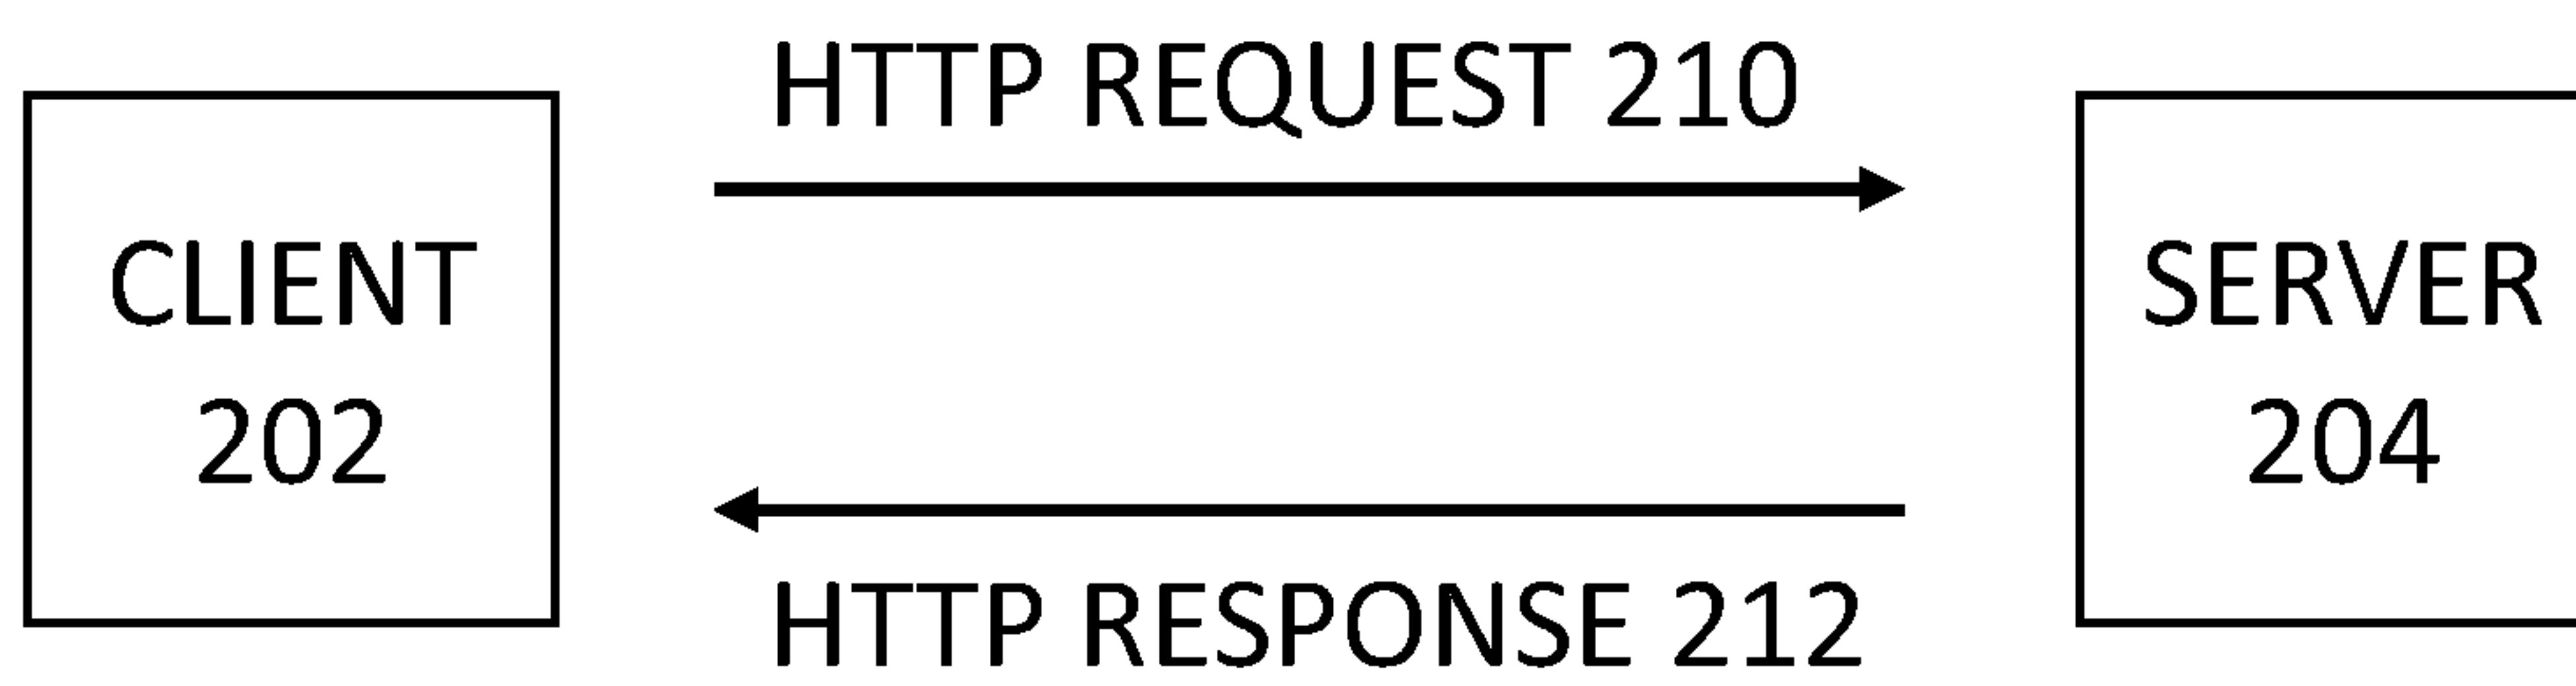 HTTP REQUEST 210
CLIENT
202
SERVER
204
HTTP RESPONSE 212